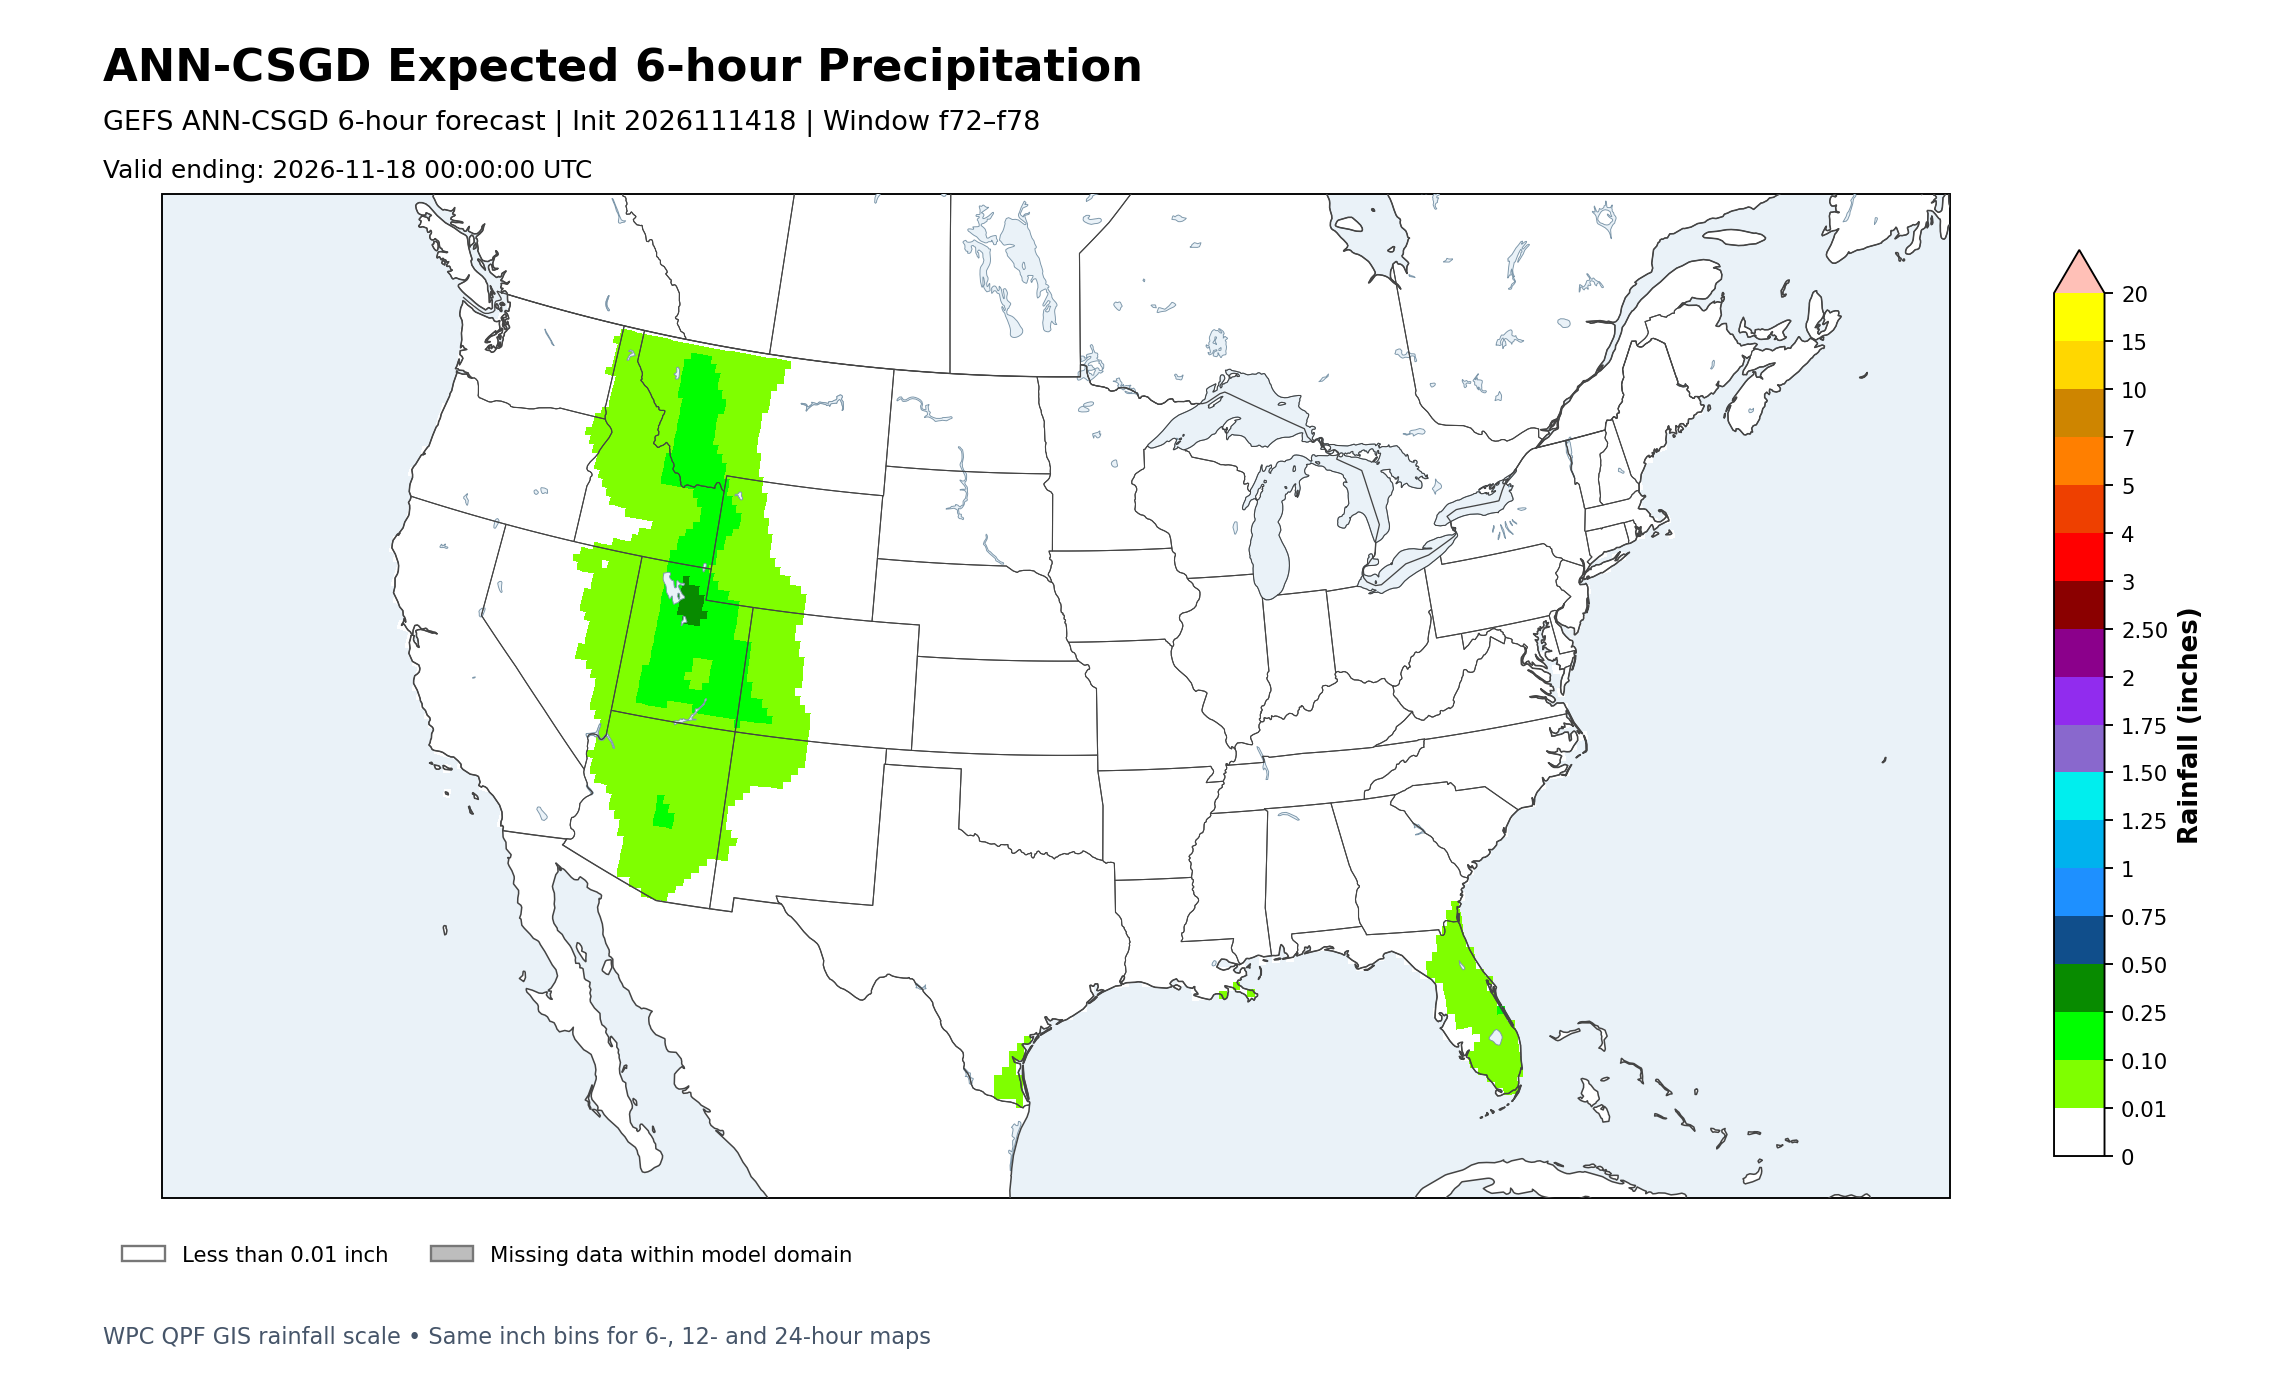 ANN-CSGD Expected 6-hour Precipitation
GEFS ANN-CSGD 6-hour forecast | Init 2026111418 | Window f72–f78
Valid ending: 2026-11-18 00:00:00 UTC
20
15
10
7
5
4
3
2.50
2
1.75
1.50
1.25
1
0.75
0.50
0.25
0.10
0.01
0
Rainfall (inches)
Less than 0.01 inch
Missing data within model domain
WPC QPF GIS rainfall scale • Same inch bins for 6-, 12- and 24-hour maps